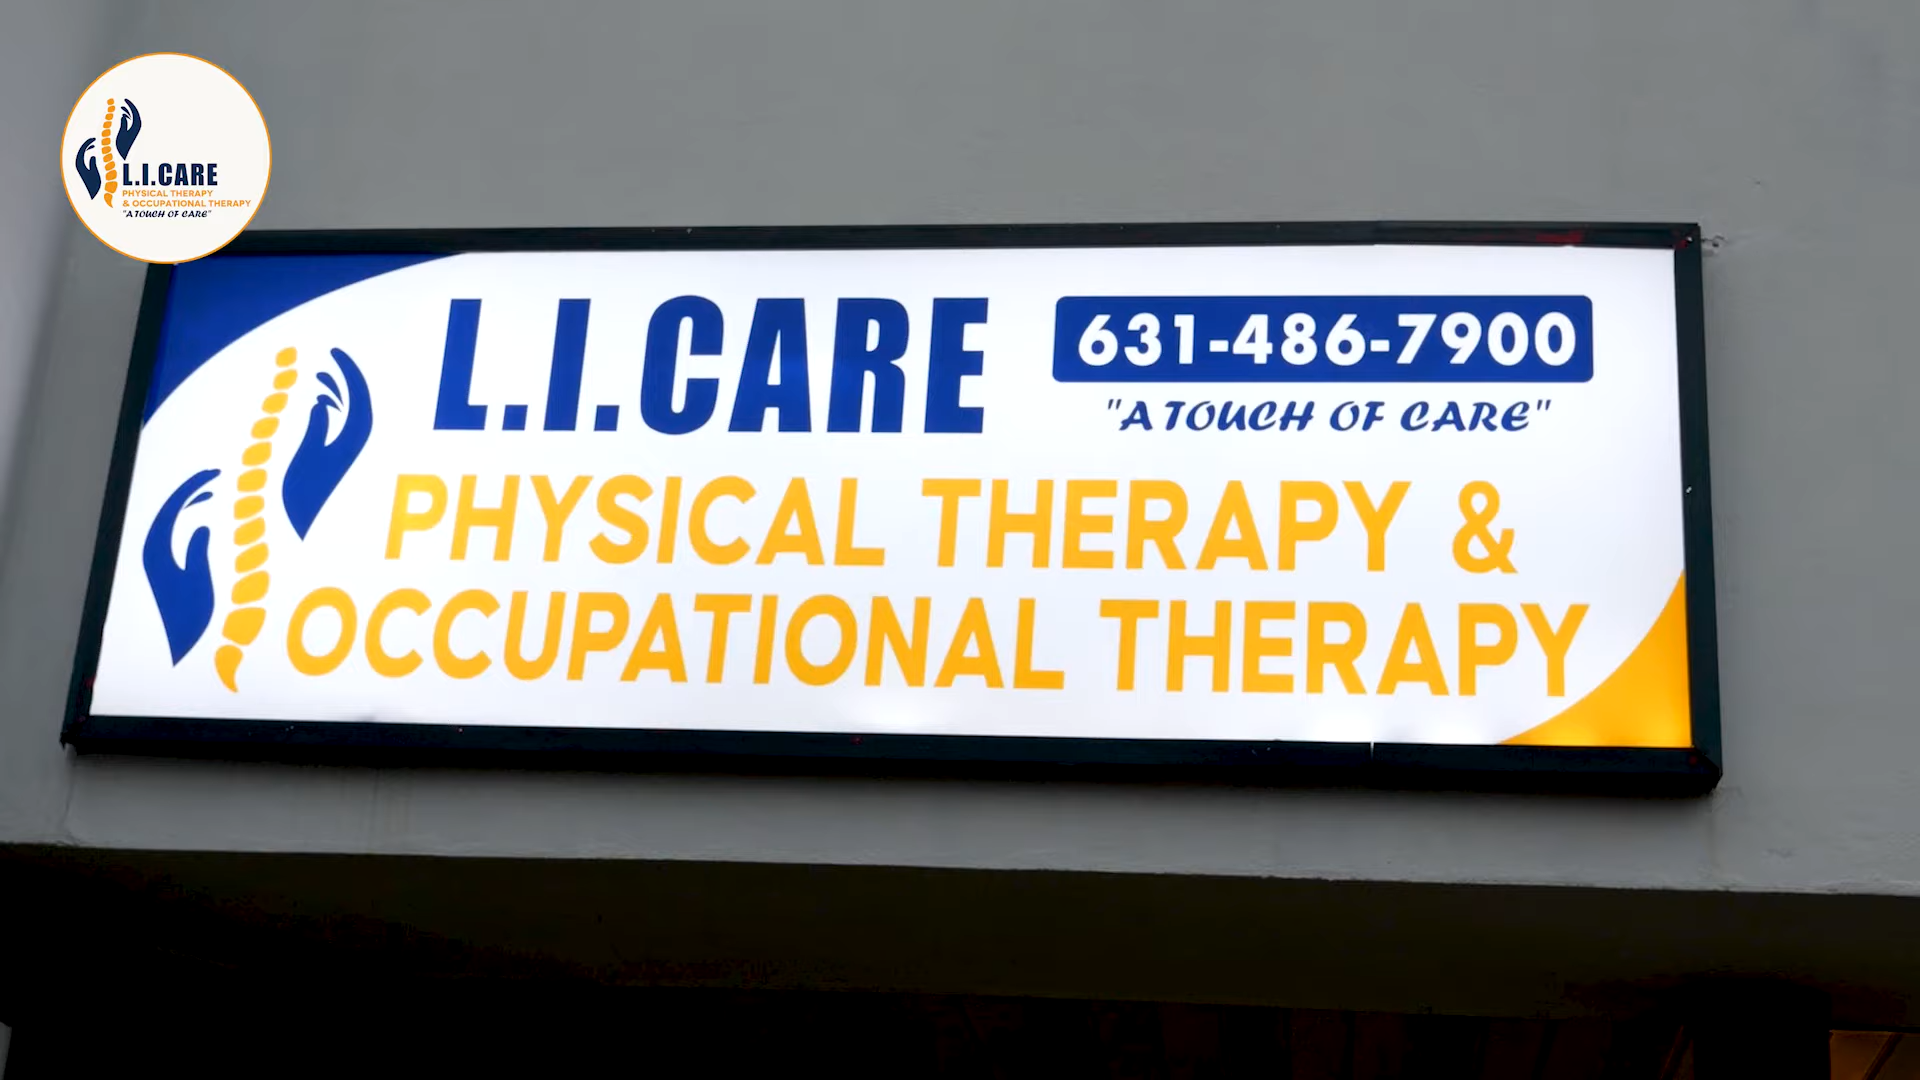 L.I.CARE
PHYSICAL THERAPY
& OCCUPATIONAL THERAPY
"A TOUCH OF CARE"
L.I.CARE
631-486-7900
"A TOUCH OF CARE"
PHYSICAL THERAPY &
OCCUPATIONAL THERAPY